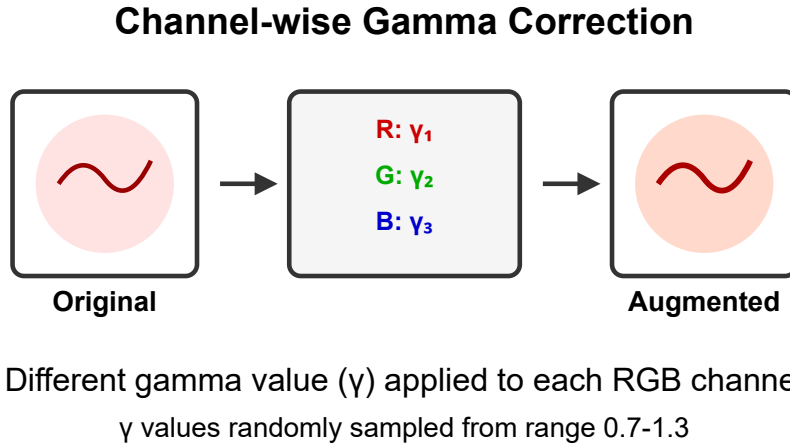 Channel-wise Gamma Correction
R: γ₁
G: γ₂
B: γ₃
Original
Augmented
Different gamma value (γ) applied to each RGB channe
γ values randomly sampled from range 0.7-1.3